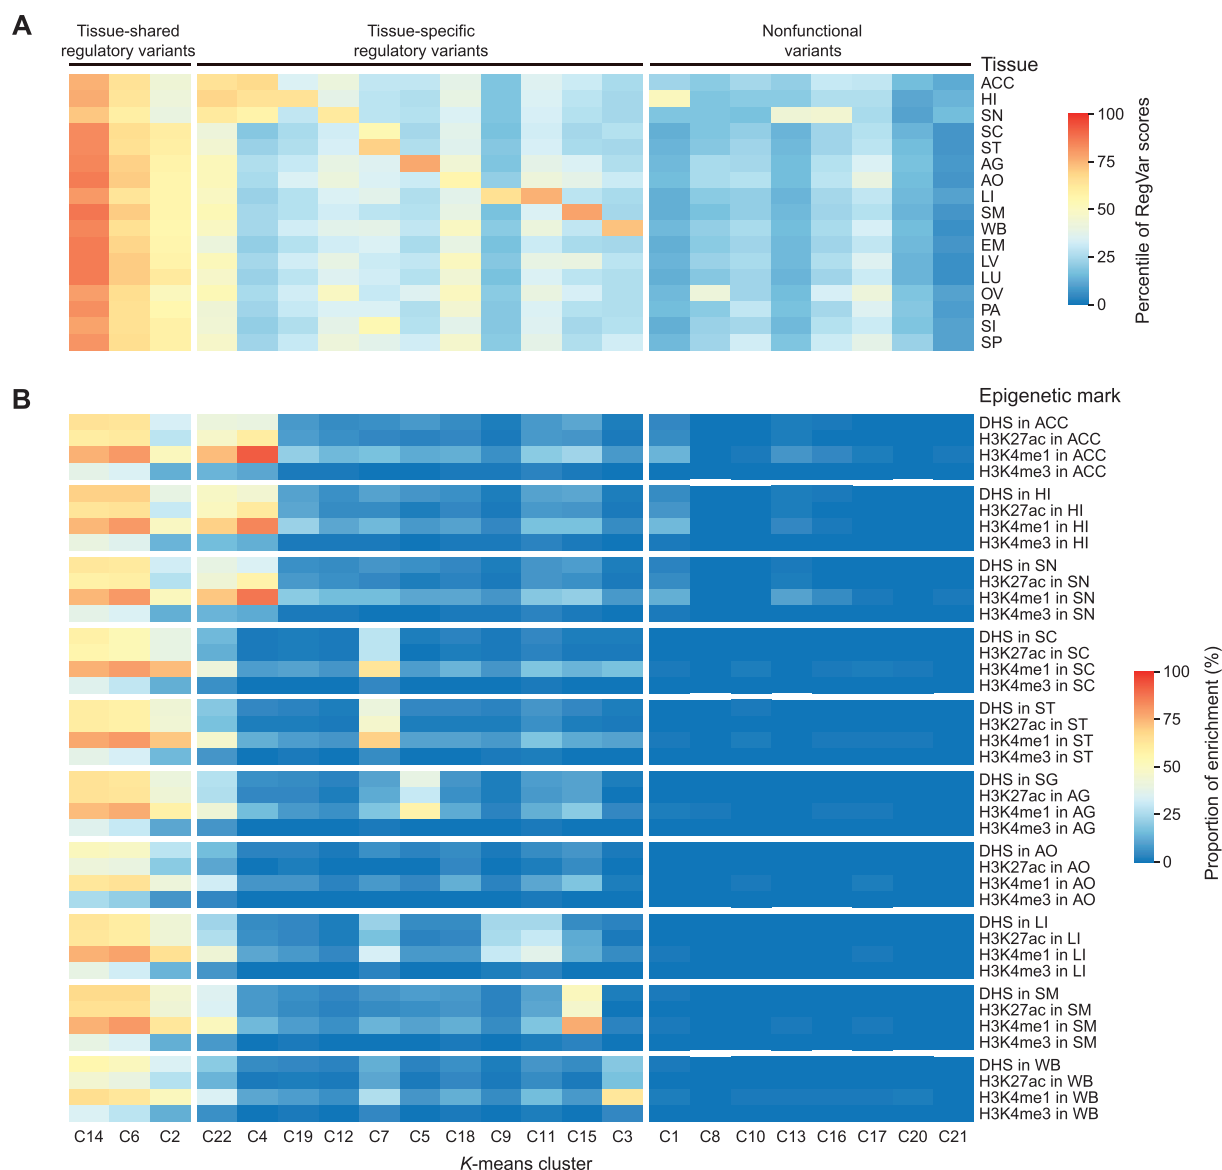 A
Tissue-shared
regulatory variants
Tissue-specific
regulatory variants
Nonfunctional
variants
Tissue
ACC
HI
SN
SC
ST
AG
AO
LI
SM
WB
EM
LV
LU
OV
PA
SI
SP
100
75
50
25
0
Percentile of RegVar scores
B
Epigenetic mark
DHS in ACC
H3K27ac in ACC
H3K4me1 in ACC
H3K4me3 in ACC
DHS in HI
H3K27ac in HI
H3K4me1 in HI
H3K4me3 in HI
DHS in SN
H3K27ac in SN
H3K4me1 in SN
H3K4me3 in SN
DHS in SC
H3K27ac in SC
H3K4me1 in SC
H3K4me3 in SC
DHS in ST
H3K27ac in ST
H3K4me1 in ST
H3K4me3 in ST
DHS in SG
H3K27ac in AG
H3K4me1 in AG
H3K4me3 in AG
DHS in AO
H3K27ac in AO
H3K4me1 in AO
H3K4me3 in AO
DHS in LI
H3K27ac in LI
H3K4me1 in LI
H3K4me3 in LI
DHS in SM
H3K27ac in SM
H3K4me1 in SM
H3K4me3 in SM
DHS in WB
H3K27ac in WB
H3K4me1 in WB
H3K4me3 in WB
100
75
50
25
0
Proportion of enrichment (%)
C14 C6 C2 C22 C4 C19 C12 C7 C5 C18 C9 C11 C15 C3 C1 C8 C10 C13 C16 C17 C20 C21
K-means cluster